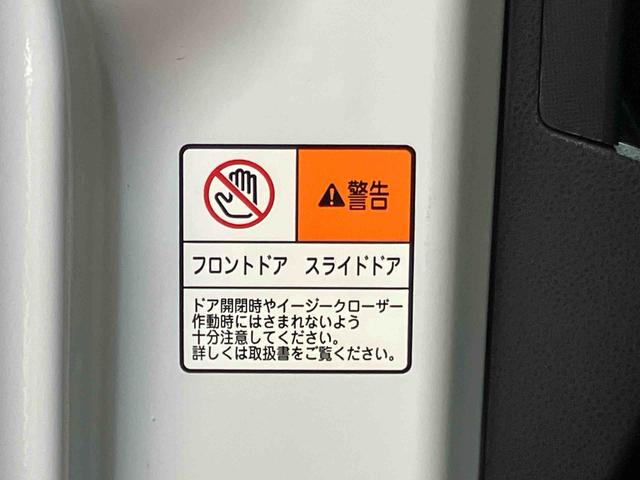 ⚠警告
フロントドア　スライドドア
ドア開閉時やイージークローザー
作動時にはさまれないよう
十分注意してください。
詳しくは取扱書をご覧ください。